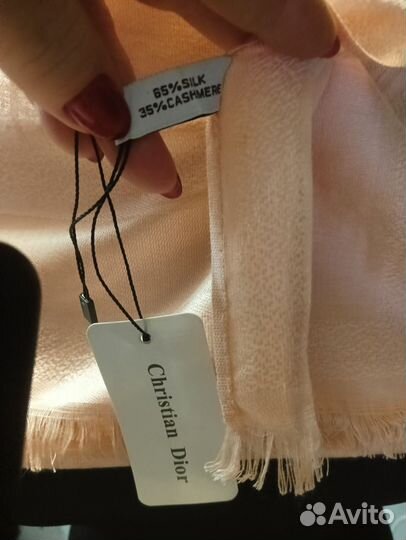 65%SILK
35%CASHMERE
Christian Dior
Avito